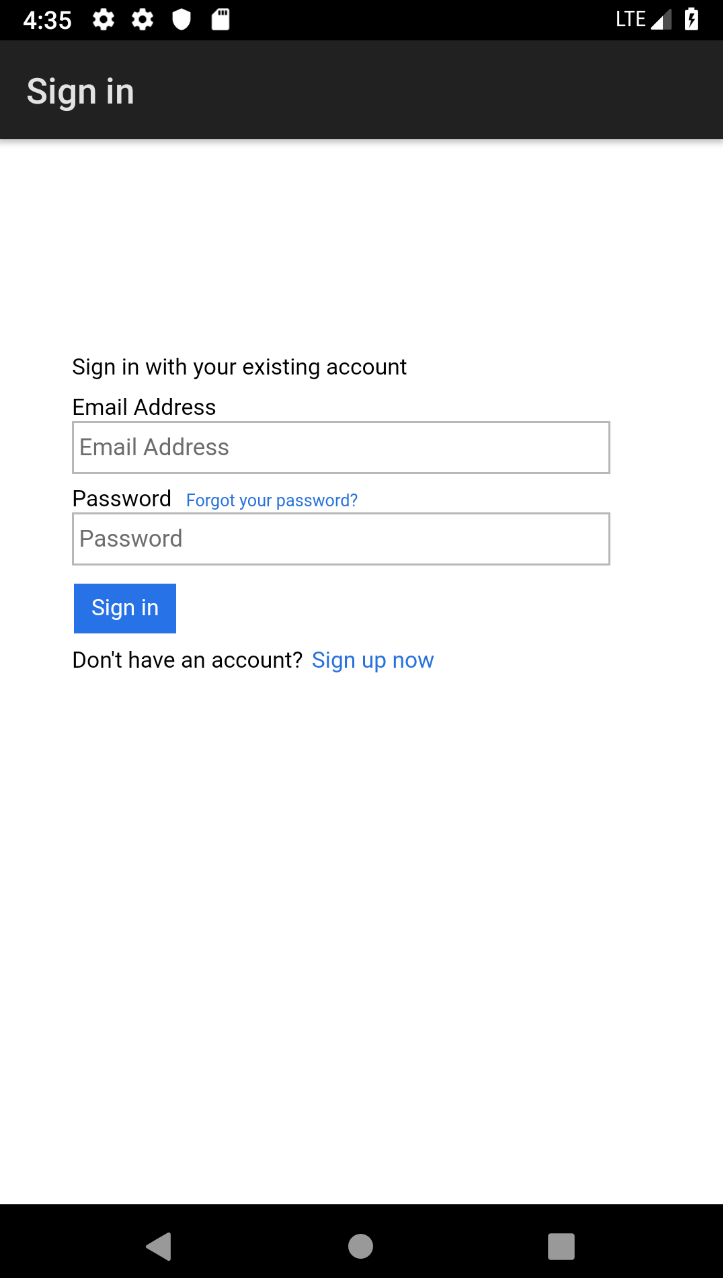 4:35 LTE
Sign in
Sign in with your existing account
Email Address
Email Address
Password Forgot your password?
Password
Sign in
Don't have an account? Sign up now